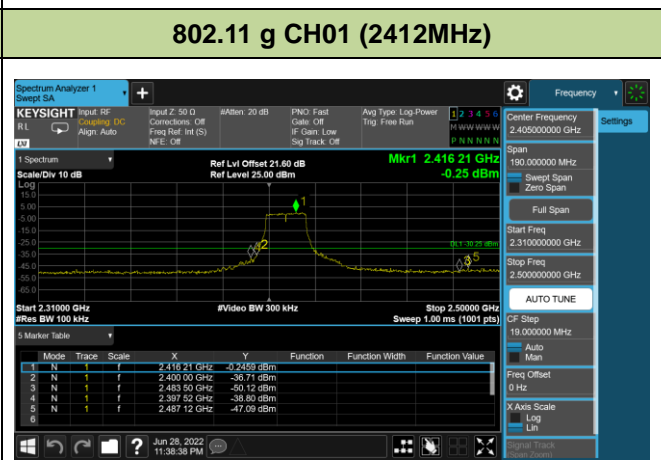 802.11 g CH01 (2412MHz)
Spectrum Analyzer 1
Swept SA
Frequency
KEYSIGHT
RL
LXI
Input: RF
Coupling: DC
Align: Auto
Input Z: 50 Ω
Corrections: Off
Freq Ref: Int (S)
NFE: Off
#Atten: 20 dB
PNO: Fast
Gate: Off
IF Gain: Low
Sig Track: Off
Avg Type: Log-Power
Trig: Free Run
1 2 3 4 5 6
M W W W W W
P N N N N N
Center Frequency
2.405000000 GHz
Settings
1 Spectrum
Scale/Div 10 dB
Ref Lvl Offset 21.60 dB
Ref Level 25.00 dBm
Mkr1 2.416 21 GHz
-0.25 dBm
Span
190.000000 MHz
Swept Span
Zero Span
Full Span
Log
15.0
5.00
-5.00
-15.0
-25.0
-35.0
-45.0
-55.0
-65.0
1
2
5
DL1 -30.25 dBm
Start Freq
2.310000000 GHz
Stop Freq
2.500000000 GHz
AUTO TUNE
Start 2.31000 GHz
#Res BW 100 kHz
#Video BW 300 kHz
Stop 2.50000 GHz
Sweep 1.00 ms (1001 pts)
CF Step
19.000000 MHz
Auto
Man
5 Marker Table
Mode Trace Scale X Y Function Function Width Function Value
1 N 1 f 2.416 21 GHz -0.2459 dBm
2 N 1 f 2.400 00 GHz -36.71 dBm
3 N 1 f 2.483 50 GHz -50.12 dBm
4 N 1 f 2.397 52 GHz -38.80 dBm
5 N 1 f 2.487 12 GHz -47.09 dBm
6
Freq Offset
0 Hz
X Axis Scale
Log
Lin
Signal Track
(Span Zoom)
Jun 28, 2022
11:38:38 PM